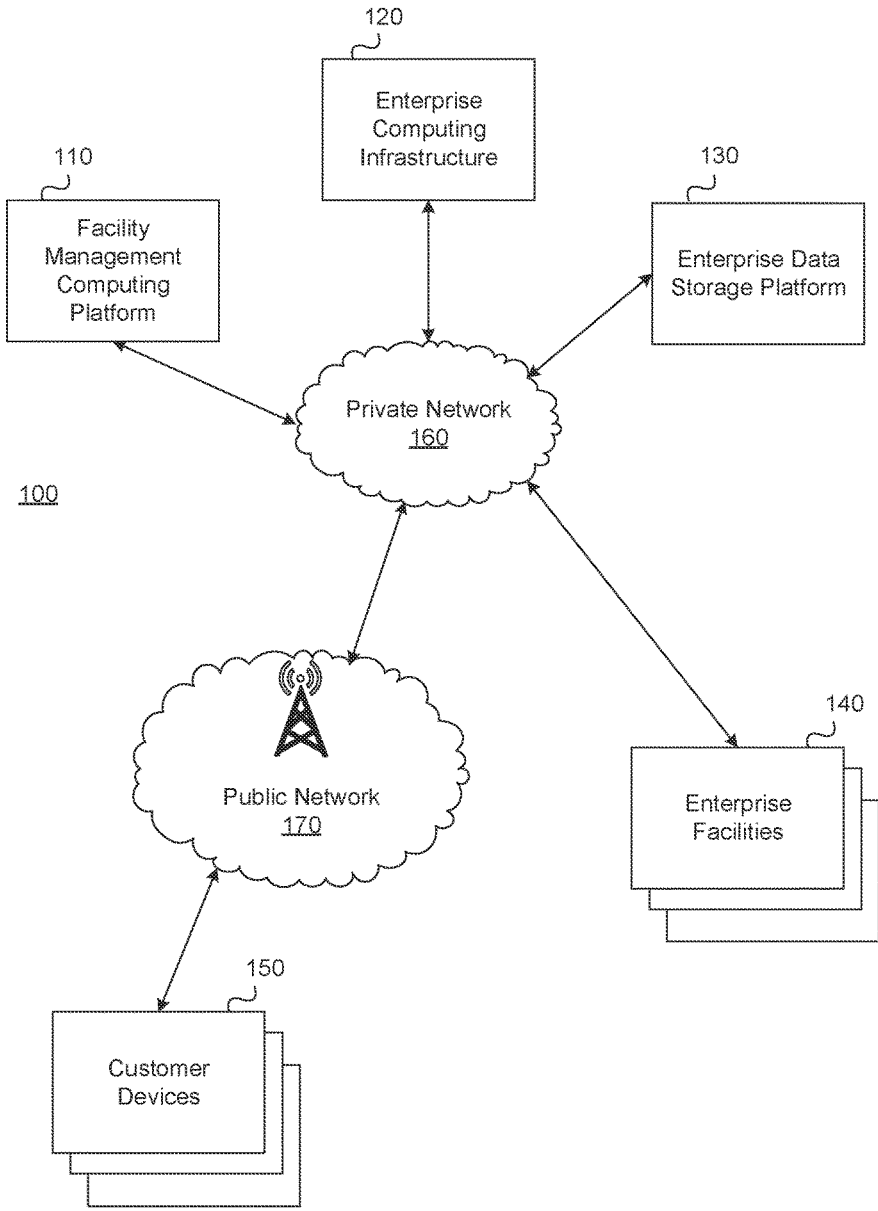 120
Enterprise
Computing
Infrastructure
110
Facility
Management
Computing
Platform
130
Enterprise Data
Storage Platform
Private Network
160
100
140
Enterprise
Facilities
Public Network
170
150
Customer
Devices